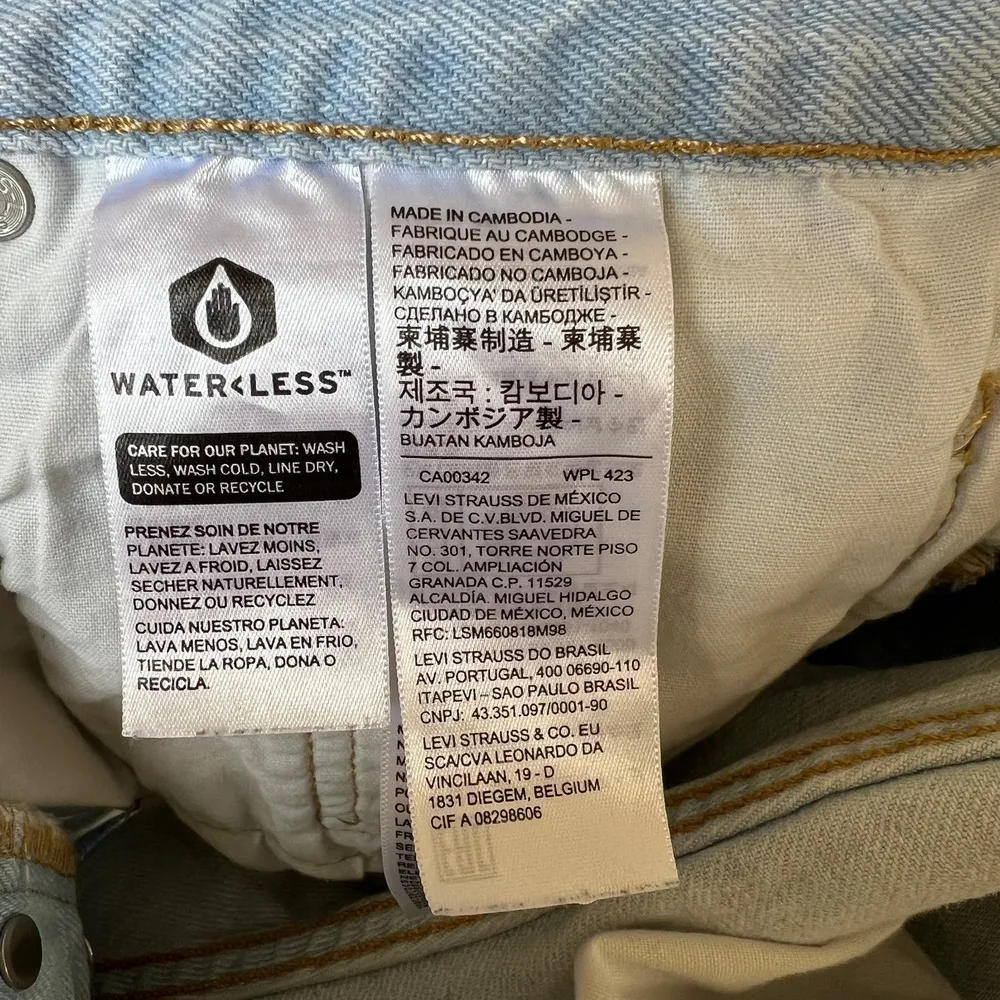 WATER<LESS™
CARE FOR OUR PLANET: WASH
LESS, WASH COLD, LINE DRY,
DONATE OR RECYCLE
PRENEZ SOIN DE NOTRE
PLANETE: LAVEZ MOINS,
LAVEZ A FROID, LAISSEZ
SECHER NATURELLEMENT,
DONNEZ OU RECYCLEZ
CUIDA NUESTRO PLANETA:
LAVA MENOS, LAVA EN FRIO,
TIENDE LA ROPA, DONA O
RECICLA.
MADE IN CAMBODIA -
FABRIQUE AU CAMBODGE -
FABRICADO EN CAMBOYA -
FABRICADO NO CAMBOJA -
KAMBOÇYA' DA ÜRETİLİŞTİR -
СДЕЛАНО В КАМБОДЖЕ -
柬埔寨制造 - 柬埔寨
製 -
제조국 : 캄보디아 -
カンボジア製 -
BUATAN KAMBOJA
CA00342 WPL 423
LEVI STRAUSS DE MÉXICO
S.A. DE C.V.BLVD. MIGUEL DE
CERVANTES SAAVEDRA
NO. 301, TORRE NORTE PISO
7 COL. AMPLIACIÓN
GRANADA C.P. 11529
ALCALDÍA. MIGUEL HIDALGO
CIUDAD DE MÉXICO, MÉXICO
RFC: LSM660818M98
LEVI STRAUSS DO BRASIL
AV. PORTUGAL, 400 06690-110
ITAPEVI – SAO PAULO BRASIL
CNPJ: 43.351.097/0001-90
LEVI STRAUSS & CO. EU
SCA/CVA LEONARDO DA
VINCILAAN, 19 - D
1831 DIEGEM, BELGIUM
CIF A 08298606